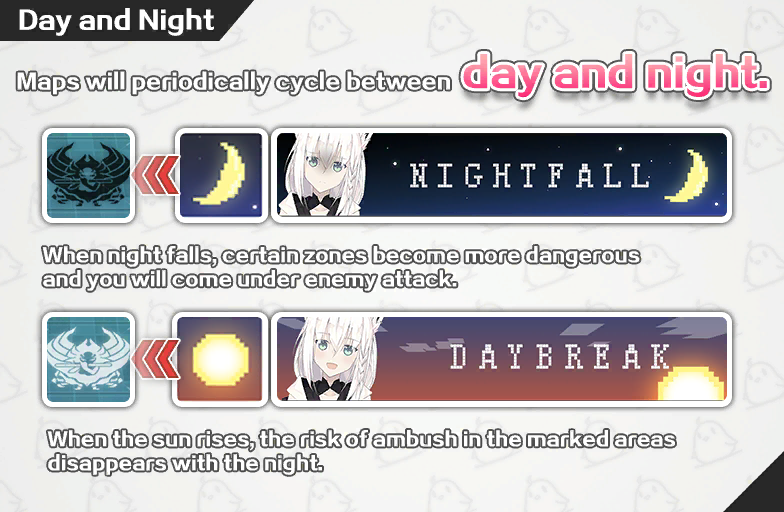 Day and Night
Maps will periodically cycle between day and night.
NIGHTFALL
When night falls, certain zones become more dangerous
and you will come under enemy attack.
DAYBREAK
When the sun rises, the risk of ambush in the marked areas
disappears with the night.